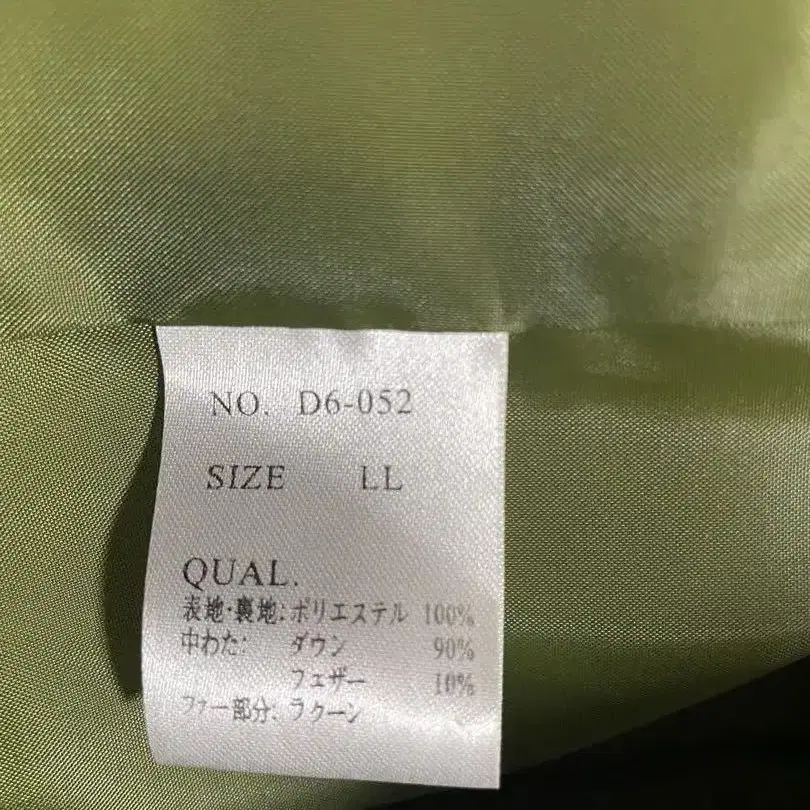 NO. D6-052
SIZE LL
QUAL.
表地・裏地:ポリエステル 100%
中わた: ダウン 90%
フェザー 10%
ファー部分:ラクーン